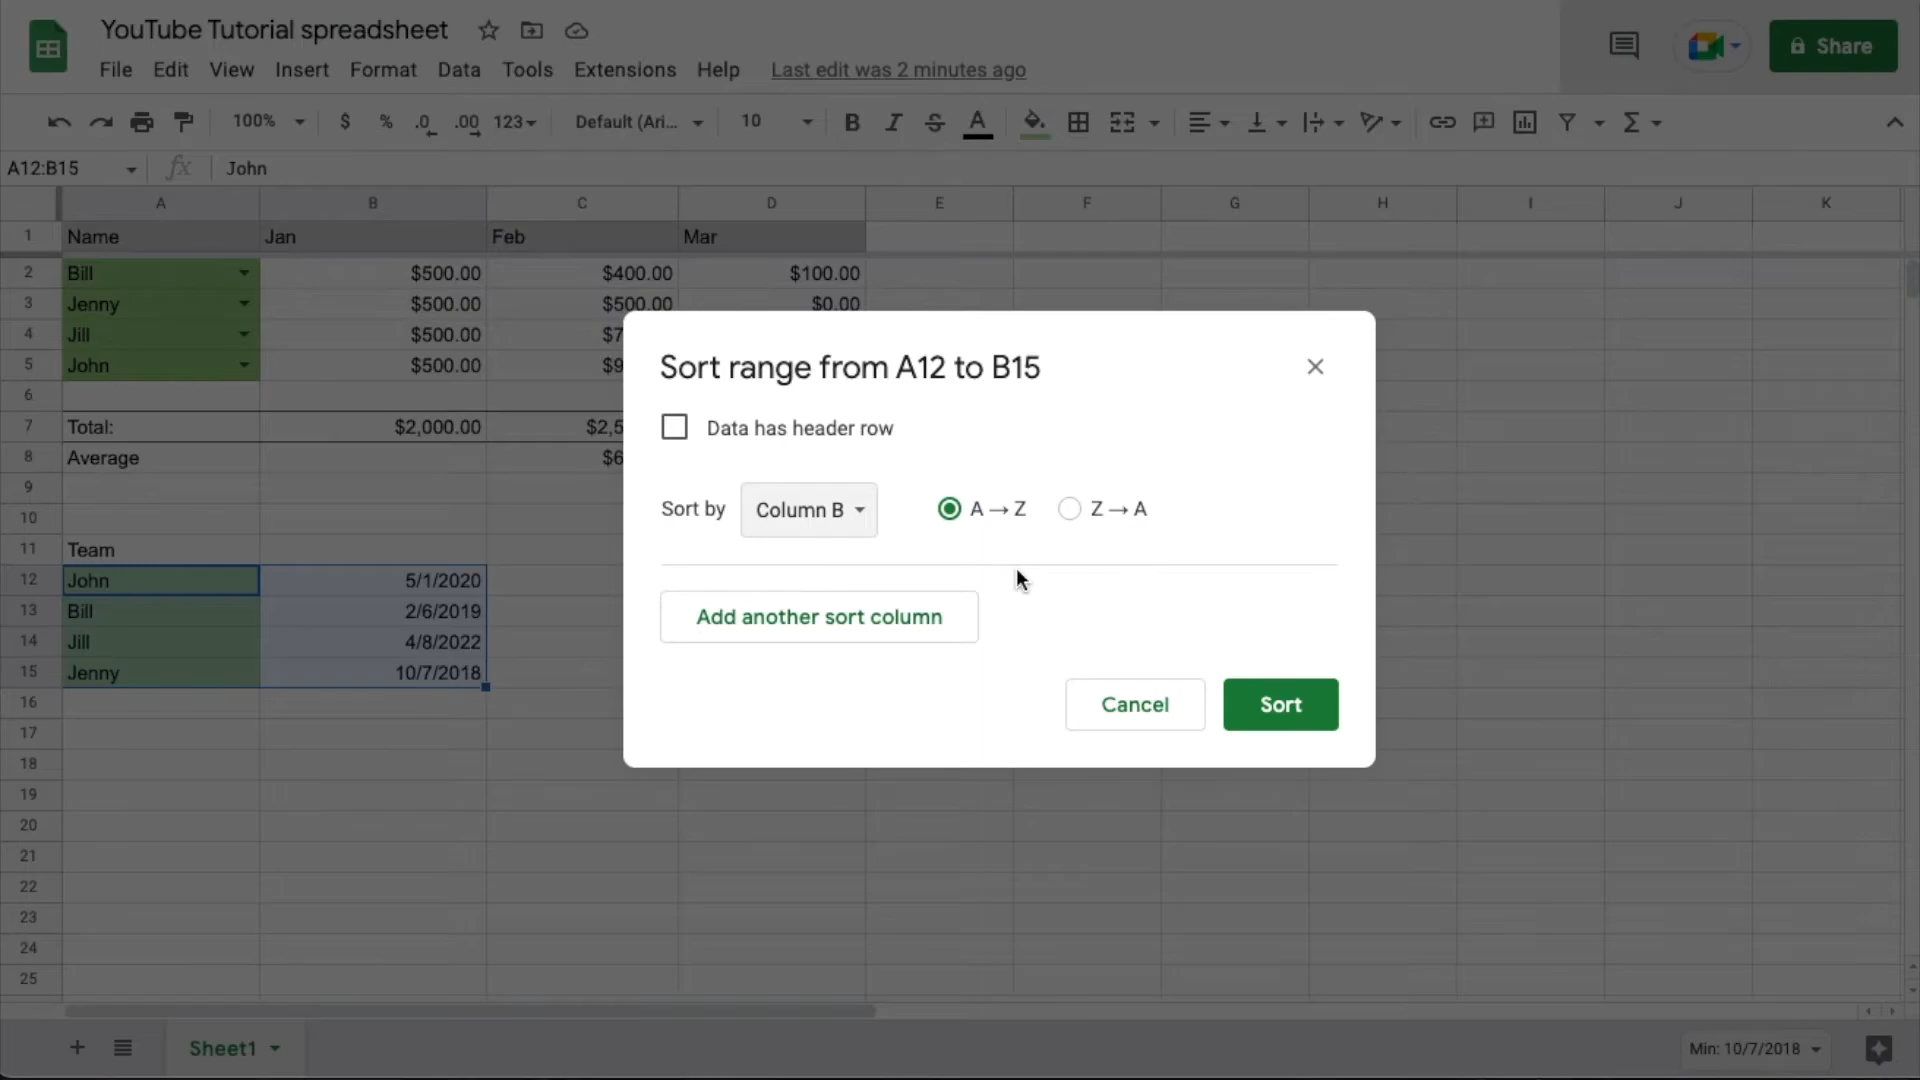 YouTube Tutorial spreadsheet
File Edit View Insert Format Data Tools Extensions Help Last edit was 2 minutes ago
Share
100% $ % .0 .00 123 Default (Ari... 10 B I S A
A12:B15 fx John
A B C D E F G H I J K
1 Name Jan Feb Mar
2 Bill $500.00 $400.00 $100.00
3 Jenny $500.00 $500.00 $0.00
4 Jill $500.00 $7
5 John $500.00 $9
6
7 Total: $2,000.00 $2,5
8 Average $6
9
10
11 Team
12 John 5/1/2020
13 Bill 2/6/2019
14 Jill 4/8/2022
15 Jenny 10/7/2018
16
17
18
19
20
21
22
23
24
25
Sort range from A12 to B15
Data has header row
Sort by Column B A → Z Z → A
Add another sort column
Cancel Sort
Sheet1
Min: 10/7/2018